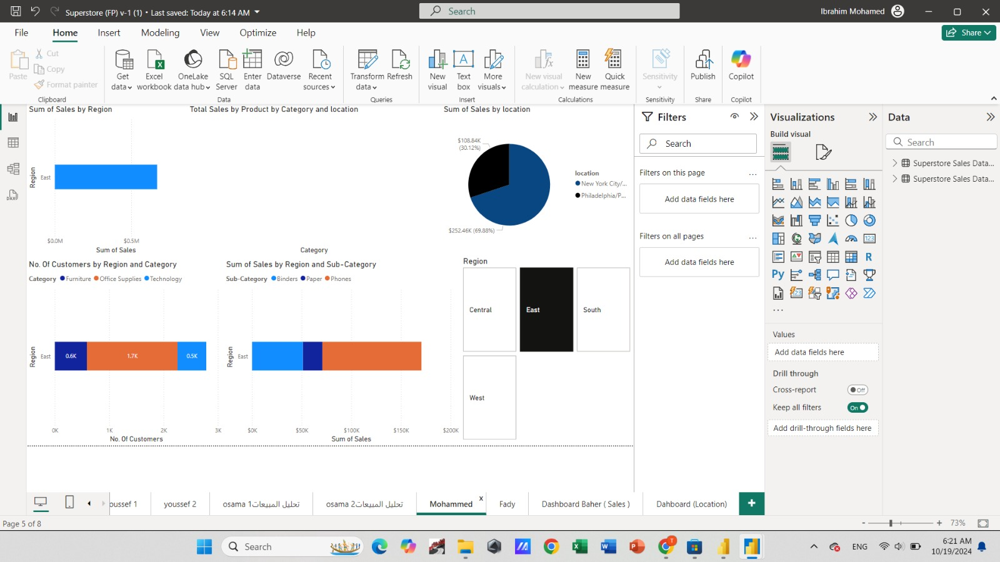 Superstore (FP) v-1 (1) • Last saved: Today at 6:14 AM
Search
Ibrahim Mohamed
File Home Insert Modeling View Optimize Help
Share
Paste
Cut
Copy
Format painter
Clipboard
Get data
Excel workbook
OneLake data hub
SQL Server
Enter data
Dataverse
Recent sources
Data
Transform data
Refresh
Queries
New visual
Text box
More visuals
Insert
New visual calculation
New measure
Quick measure
Calculations
Sensitivity
Sensitivity
Publish
Share
Copilot
Copilot
Sum of Sales by Region
Region
East
$0.0M $0.5M
Sum of Sales
Total Sales by Product by Category and location
Category
Sum of Sales by location
$108.84K
(30.12%)
$252.46K (69.88%)
location
New York City/...
Philadelphia/P...
No. Of Customers by Region and Category
Category Furniture Office Supplies Technology
Region
East
0.6K 1.7K 0.5K
0K 1K 2K 3K
No. Of Customers
Sum of Sales by Region and Sub-Category
Sub-Category Binders Paper Phones
Region
East
$0K $50K $100K $150K $200K
Sum of Sales
Region
Central
East
South
West
Filters
Search
Filters on this page ...
Add data fields here
Filters on all pages ...
Add data fields here
Visualizations
Build visual
123
R
Py
123
...
Values
Add data fields here
Drill through
Cross-report
Off
Keep all filters
On
Add drill-through fields here
Data
Search
Superstore Sales Data...
Superstore Sales Data...
DAX
oussef 1
youssef 2
osama 1تحليل المبيعات
osama 2تحليل المبيعات
Mohammed x
Fady
Dashboard Baher ( Sales )
Dahboard (Location)
+
Page 5 of 8
- + 73%
Search
T
ENG
6:21 AM
10/19/2024